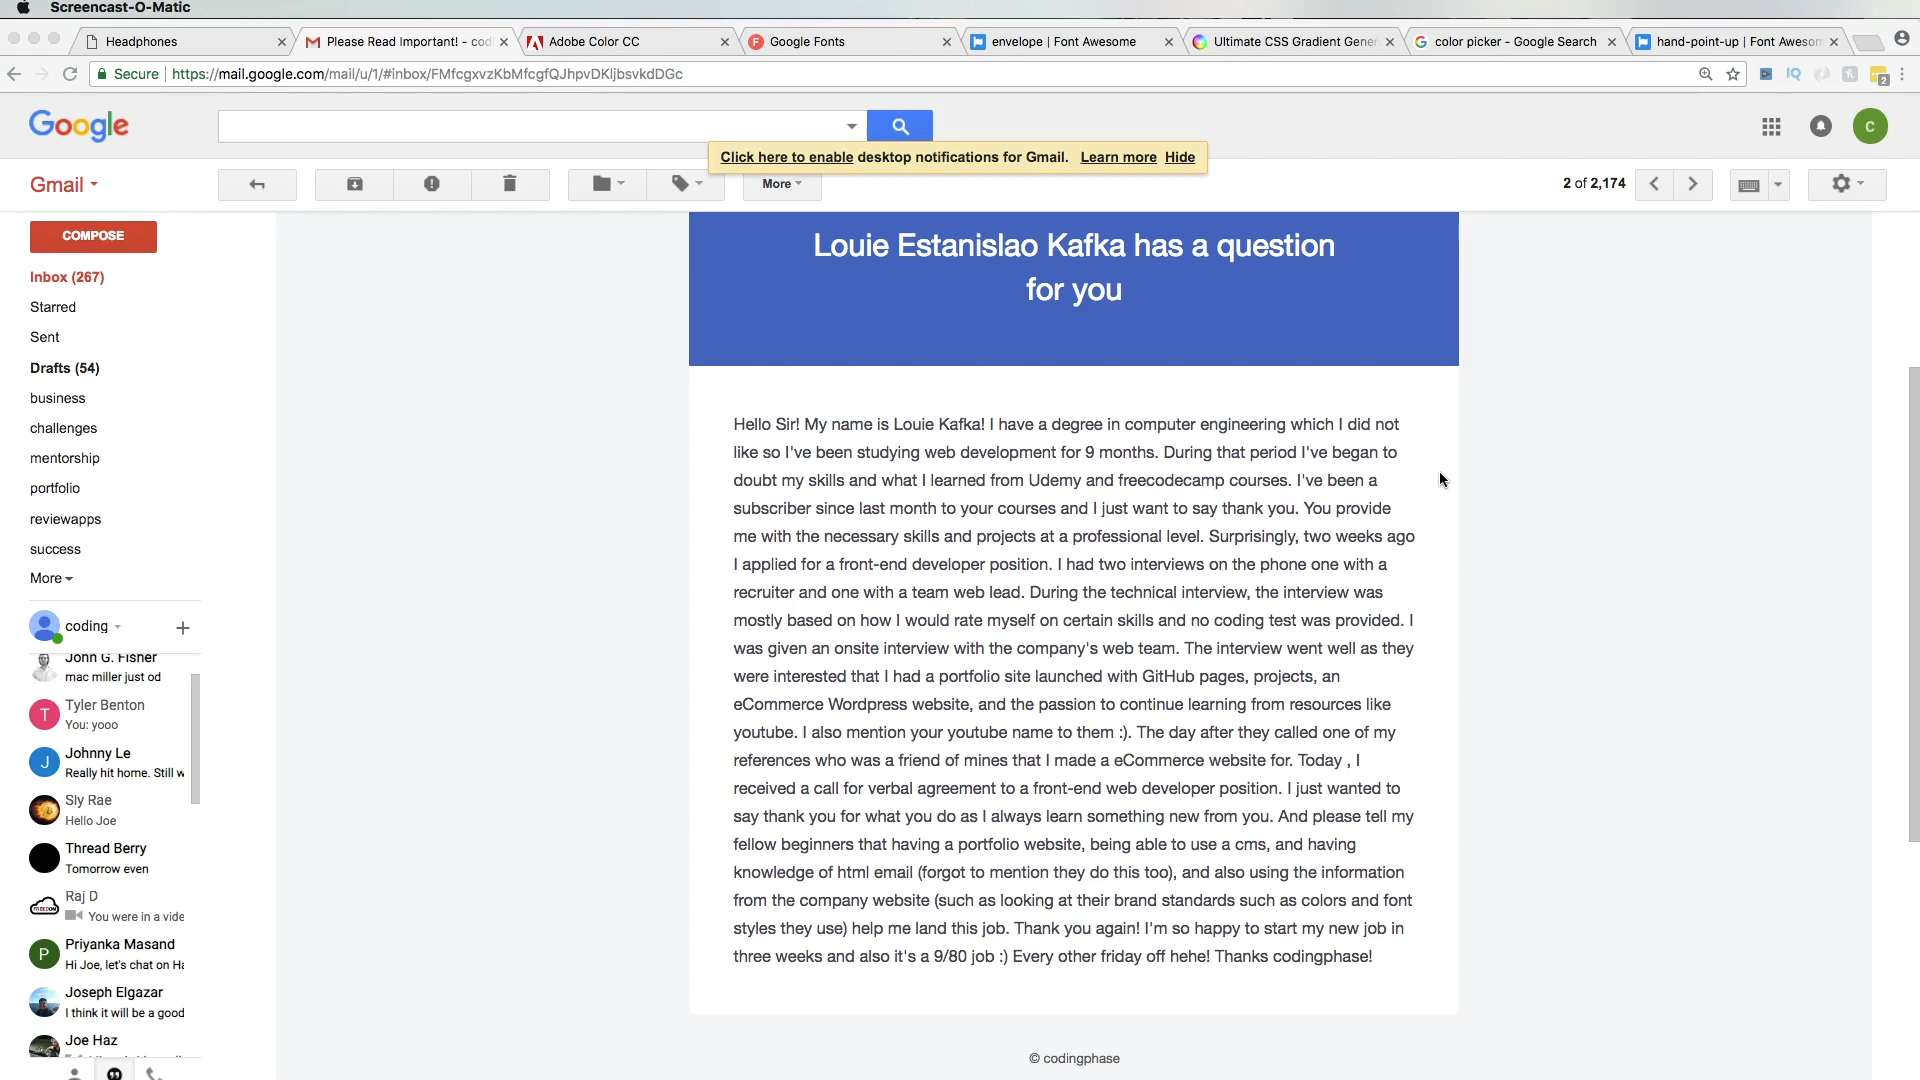 Screencast-O-Matic
Headphones
Please Read Important! - codi
Adobe Color CC
Google Fonts
envelope | Font Awesome
Ultimate CSS Gradient Gener
color picker - Google Search
hand-point-up | Font Awesom
Secure
https://mail.google.com/mail/u/1/#inbox/FMfcgxvzKbMfcgfQJhpvDKljbsvkdDGc
IQ
2
Google
C
Click here to enable desktop notifications for Gmail. Learn more Hide
Gmail
More
2 of 2,174
COMPOSE
Inbox (267)
Starred
Sent
Drafts (54)
business
challenges
mentorship
portfolio
reviewapps
success
More
coding
John G. Fisher
mac miller just od
Tyler Benton
T
You: yooo
Johnny Le
J
Really hit home. Still w
Sly Rae
Hello Joe
Thread Berry
Tomorrow even
Raj D
FREEDOM
You were in a vide
Priyanka Masand
P
Hi Joe, let's chat on Ha
Joseph Elgazar
I think it will be a good
Joe Haz
Louie Estanislao Kafka has a question
for you
Hello Sir! My name is Louie Kafka! I have a degree in computer engineering which I did not
like so I've been studying web development for 9 months. During that period I've began to
doubt my skills and what I learned from Udemy and freecodecamp courses. I've been a
subscriber since last month to your courses and I just want to say thank you. You provide
me with the necessary skills and projects at a professional level. Surprisingly, two weeks ago
I applied for a front-end developer position. I had two interviews on the phone one with a
recruiter and one with a team web lead. During the technical interview, the interview was
mostly based on how I would rate myself on certain skills and no coding test was provided. I
was given an onsite interview with the company's web team. The interview went well as they
were interested that I had a portfolio site launched with GitHub pages, projects, an
eCommerce Wordpress website, and the passion to continue learning from resources like
youtube. I also mention your youtube name to them :). The day after they called one of my
references who was a friend of mines that I made a eCommerce website for. Today , I
received a call for verbal agreement to a front-end web developer position. I just wanted to
say thank you for what you do as I always learn something new from you. And please tell my
fellow beginners that having a portfolio website, being able to use a cms, and having
knowledge of html email (forgot to mention they do this too), and also using the information
from the company website (such as looking at their brand standards such as colors and font
styles they use) help me land this job. Thank you again! I'm so happy to start my new job in
three weeks and also it's a 9/80 job :) Every other friday off hehe! Thanks codingphase!
© codingphase